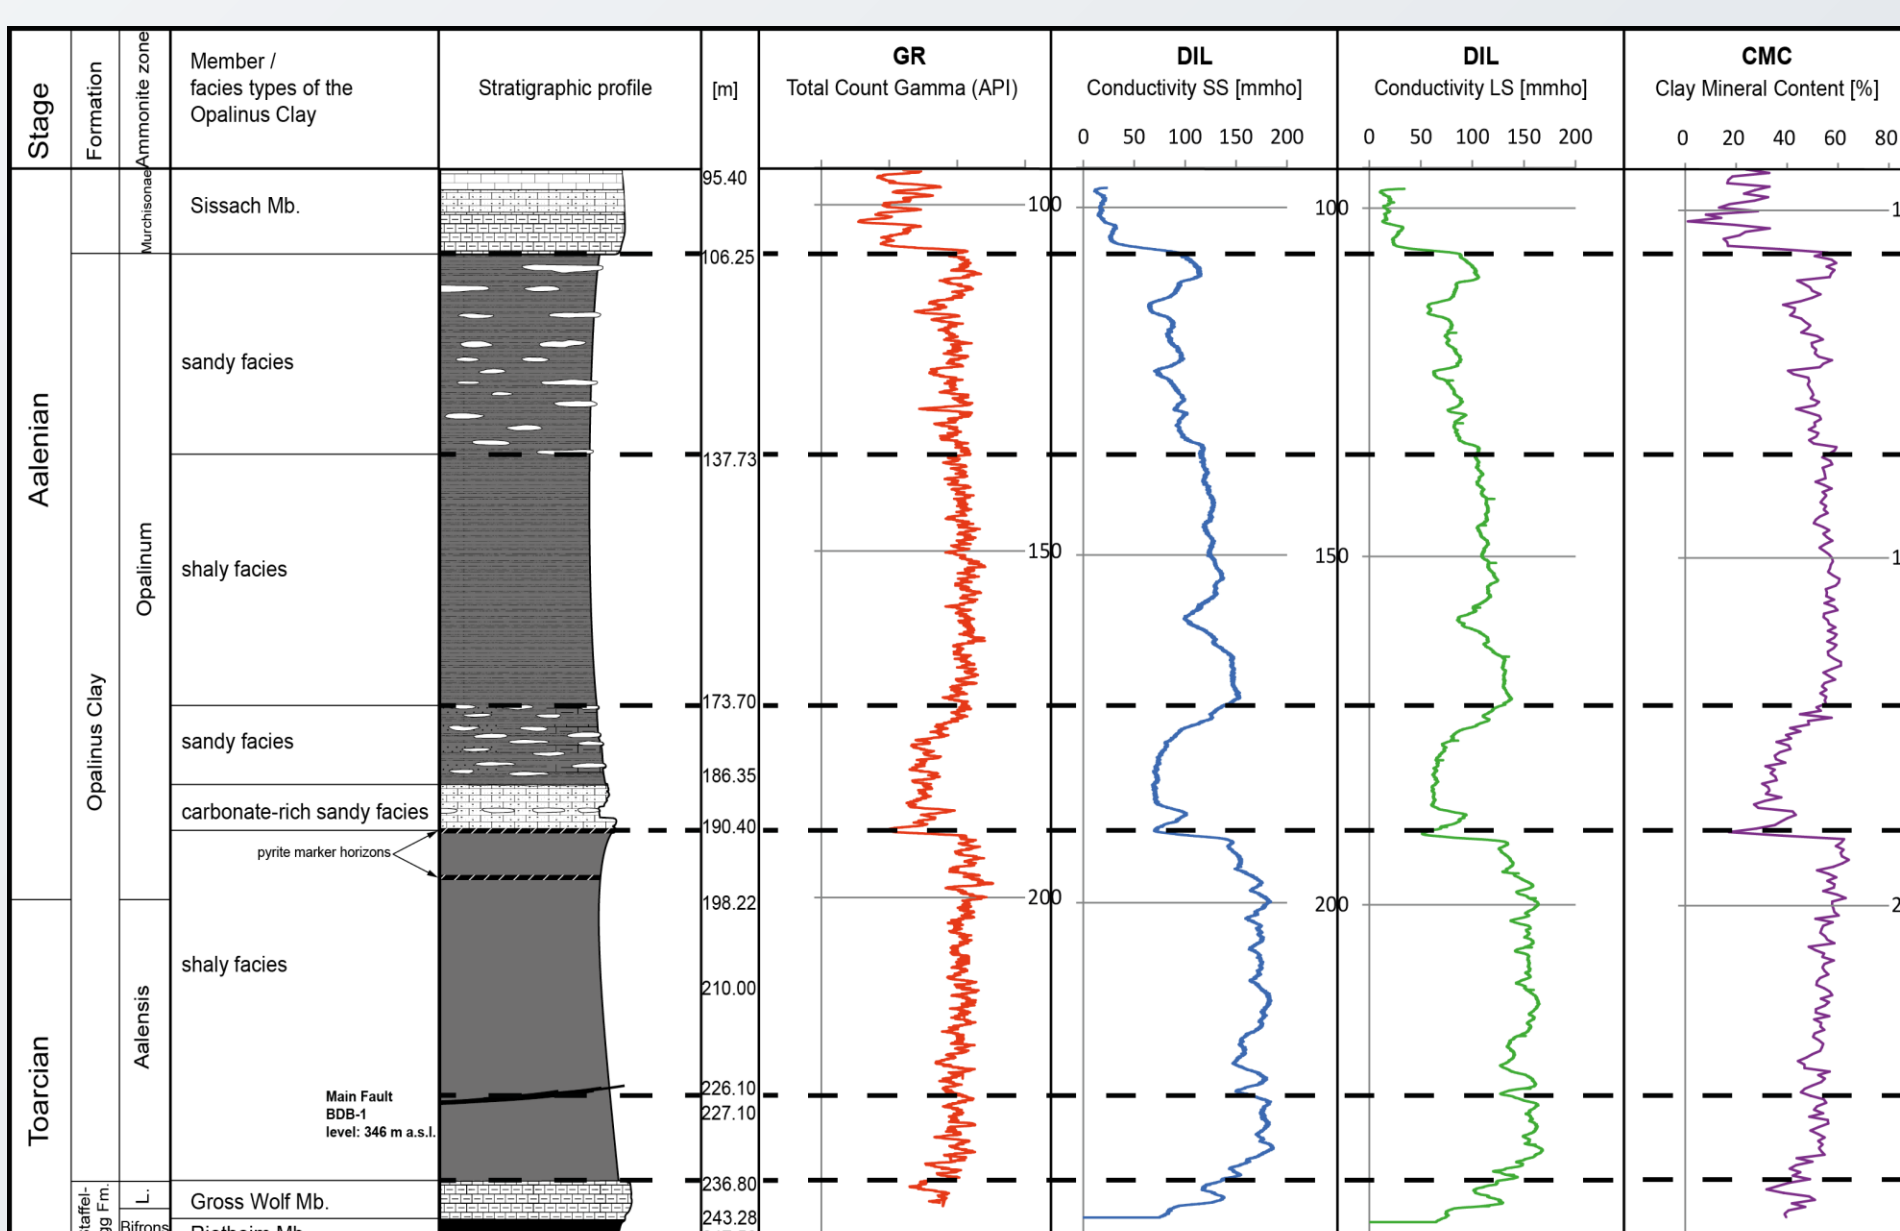 Stage
Formation
Ammonite zone
Member /
facies types of the
Opalinus Clay
Stratigraphic profile
[m]
GR
Total Count Gamma (API)
DIL
Conductivity SS [mmho]
0 50 100 150 200
DIL
Conductivity LS [mmho]
0 50 100 150 200
CMC
Clay Mineral Content [%]
0 20 40 60 80
Aalenian
Toarcian
Opalinus Clay
Murchisonae
Opalinum
Aalensis
L.
Rifrons
Sissach Mb.
sandy facies
shaly facies
sandy facies
carbonate-rich sandy facies
pyrite marker horizons
shaly facies
Main Fault
BDB-1
level: 346 m a.s.l.
Gross Wolf Mb.
95.40
106.25
137.73
173.70
186.35
190.40
198.22
210.00
226.10
227.10
236.80
243.28
100
150
200
100
150
200